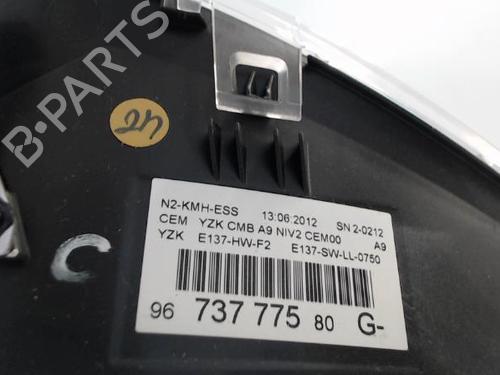 B-PARTS
24
N2-KMH-ESS 13:06:2012 SN 2-0212
CEM YZK CMB A9 NIV2 CEM00 A9
YZK E137-HW-F2 E137-SW-LL-0750
96 737 775 80 G-
C